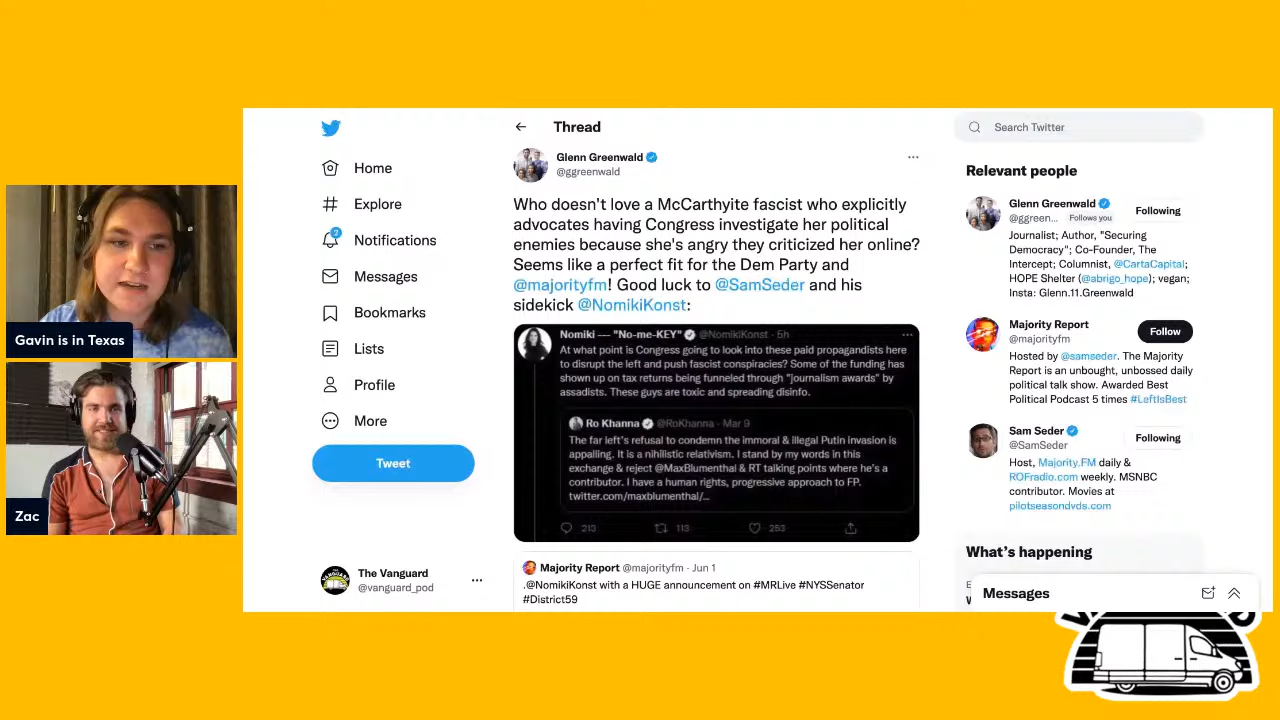 Gavin is in Texas
Zac
Home
Explore
2
Notifications
Messages
Bookmarks
Lists
Profile
More
Tweet
The Vanguard
@vanguard_pod
Thread
Glenn Greenwald
@ggreenwald
Who doesn't love a McCarthyite fascist who explicitly
advocates having Congress investigate her political
enemies because she's angry they criticized her online?
Seems like a perfect fit for the Dem Party and
@majorityfm! Good luck to @SamSeder and his
sidekick @NomikiKonst:
Nomiki --- "No-me-KEY" @NomikiKonst · 5h
At what point is Congress going to look into these paid propagandists here
to disrupt the left and push fascist conspiracies? Some of the funding has
shown up on tax returns being funneled through "journalism awards" by
assadists. These guys are toxic and spreading disinfo.
Ro Khanna @RoKhanna · Mar 9
The far left's refusal to condemn the immoral & illegal Putin invasion is
appalling. It is a nihilistic relativism. I stand by my words in this
exchange & reject @MaxBlumenthal & RT talking points where he's a
contributor. I have a human rights, progressive approach to FP.
twitter.com/maxblumenthal/...
213 113 253
Majority Report @majorityfm · Jun 1
.@NomikiKonst with a HUGE announcement on #MRLive #NYSSenator
#District59
Search Twitter
Relevant people
Glenn Greenwald
@ggreen... Follows you
Following
Journalist; Author, "Securing
Democracy"; Co-Founder, The
Intercept; Columnist, @CartaCapital;
HOPE Shelter (@abrigo_hope); vegan;
Insta: Glenn.11.Greenwald
Majority Report
@majorityfm
Follow
Hosted by @samseder. The Majority
Report is an unbought, unbossed daily
political talk show. Awarded Best
Political Podcast 5 times #LeftIsBest
Sam Seder
@SamSeder
Following
Host, Majority.FM daily &
ROFradio.com weekly. MSNBC
contributor. Movies at
pilotseasondvds.com
What's happening
Messages